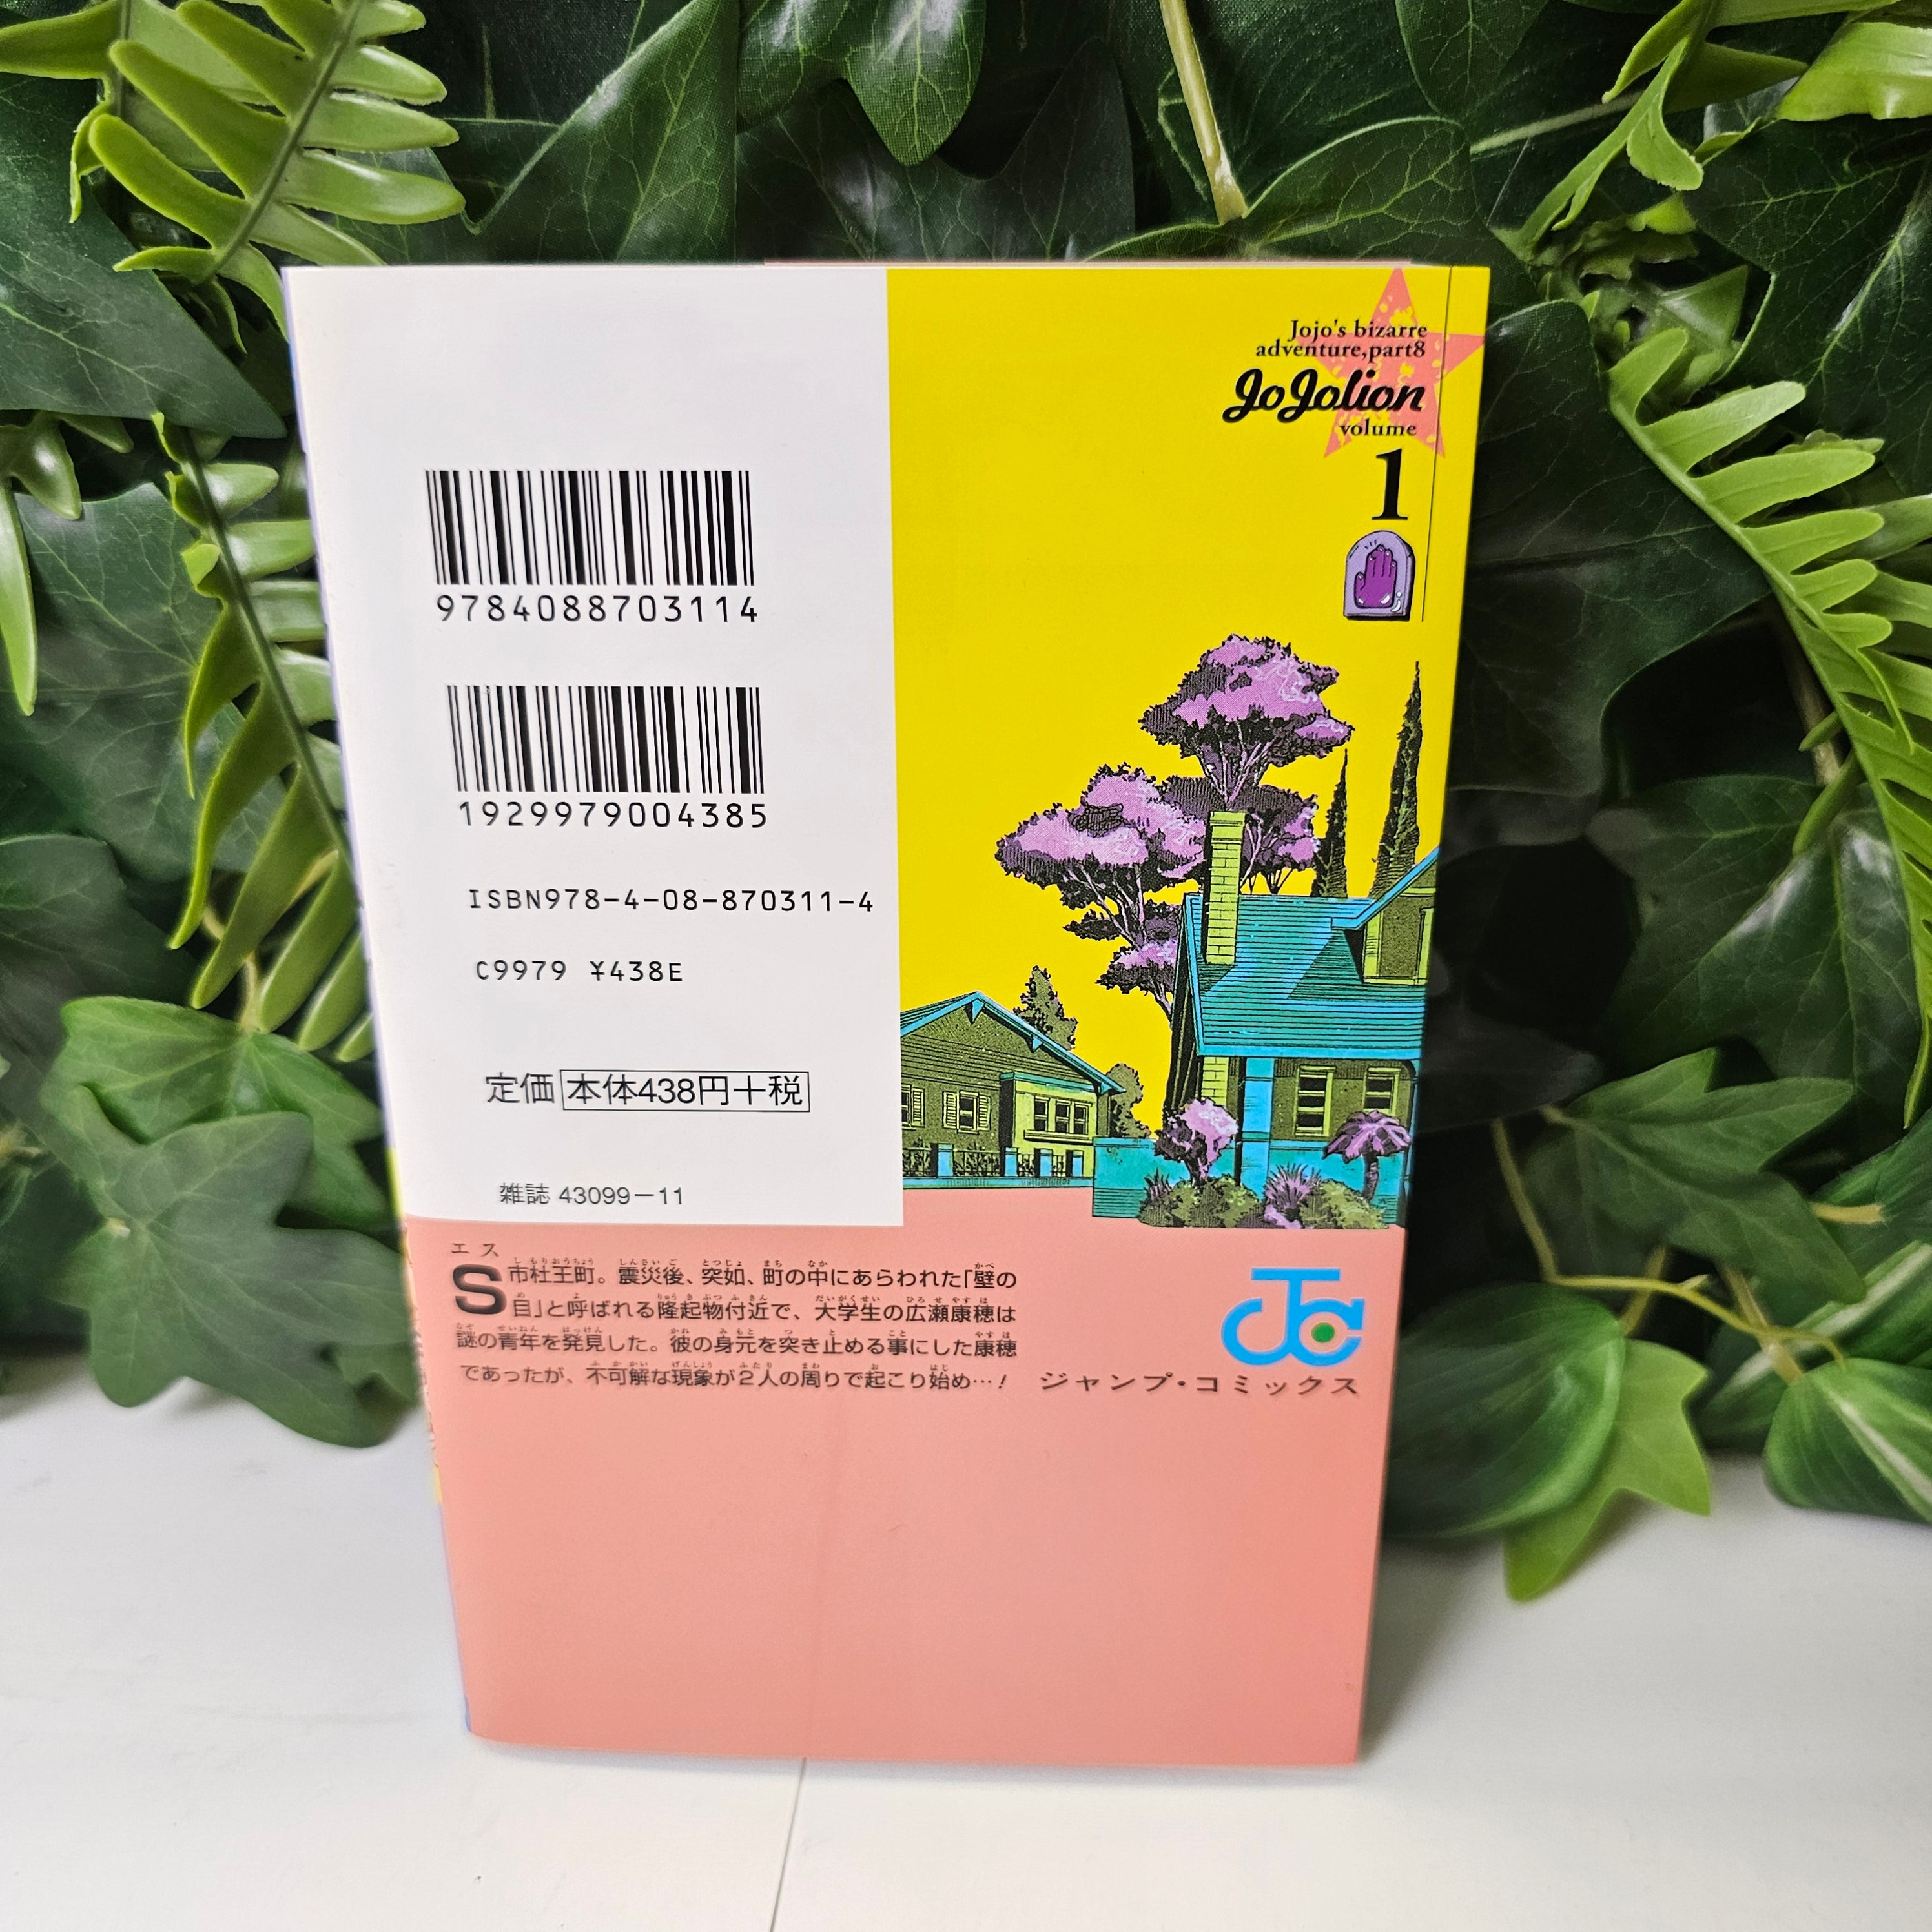 Jojo's bizarre
adventure,part8
JoJolion
volume
1
9784088703114
1929979004385
ISBN978-4-08-870311-4
C9979 ¥438E
定価 本体438円+税
雑誌 43099-11
S市杜王町。震災後、突如、町の中にあらわれた「壁の
目」と呼ばれる隆起物付近で、大学生の広瀬康穂は
謎の青年を発見した。彼の身元を突き止める事にした康穂
であったが、不可解な現象が2人の周りで起こり始め…!
ジャンプ・コミックス